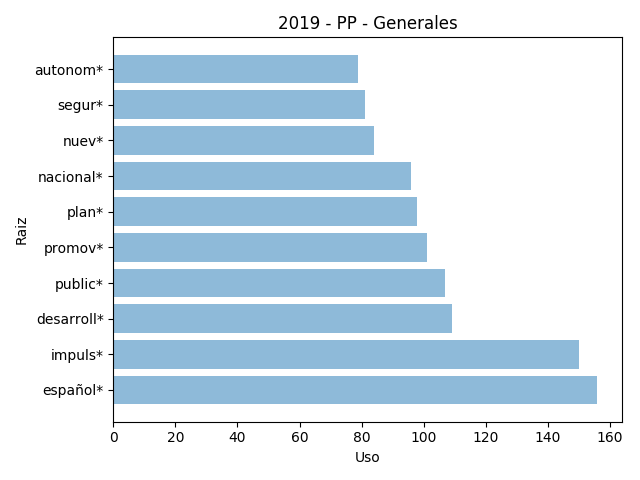 2019 - PP - Generales
autonom*
segur*
nuev*
nacional*
plan*
promov*
public*
desarroll*
impuls*
español*
Raiz
0 20 40 60 80 100 120 140 160
Uso